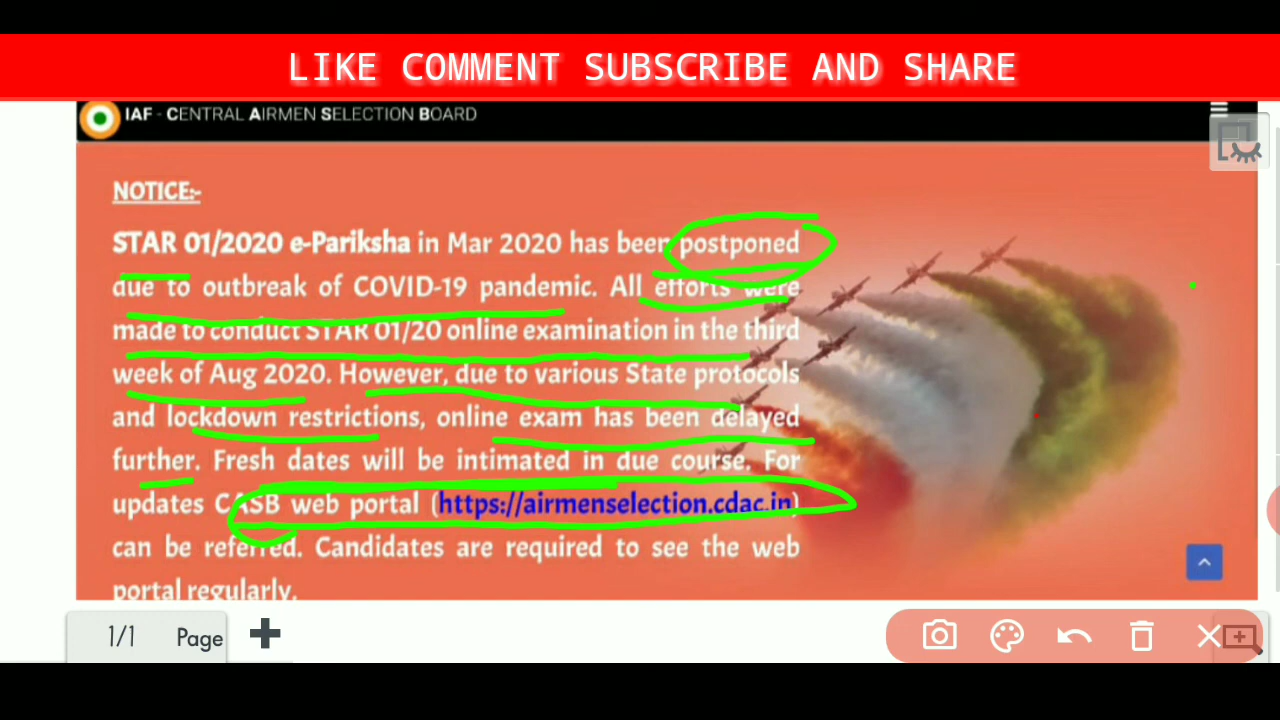 LIKE COMMENT SUBSCRIBE AND SHARE
IAF - CENTRAL AIRMEN SELECTION BOARD
NOTICE:-
STAR 01/2020 e-Pariksha in Mar 2020 has been postponed
due to outbreak of COVID-19 pandemic. All efforts were
made to conduct STAR 01/20 online examination in the third
week of Aug 2020. However, due to various State protocols
and lockdown restrictions, online exam has been delayed
further. Fresh dates will be intimated in due course. For
updates CASB web portal (https://airmenselection.cdac.in)
can be referred. Candidates are required to see the web
portal regularly.
1/1 Page